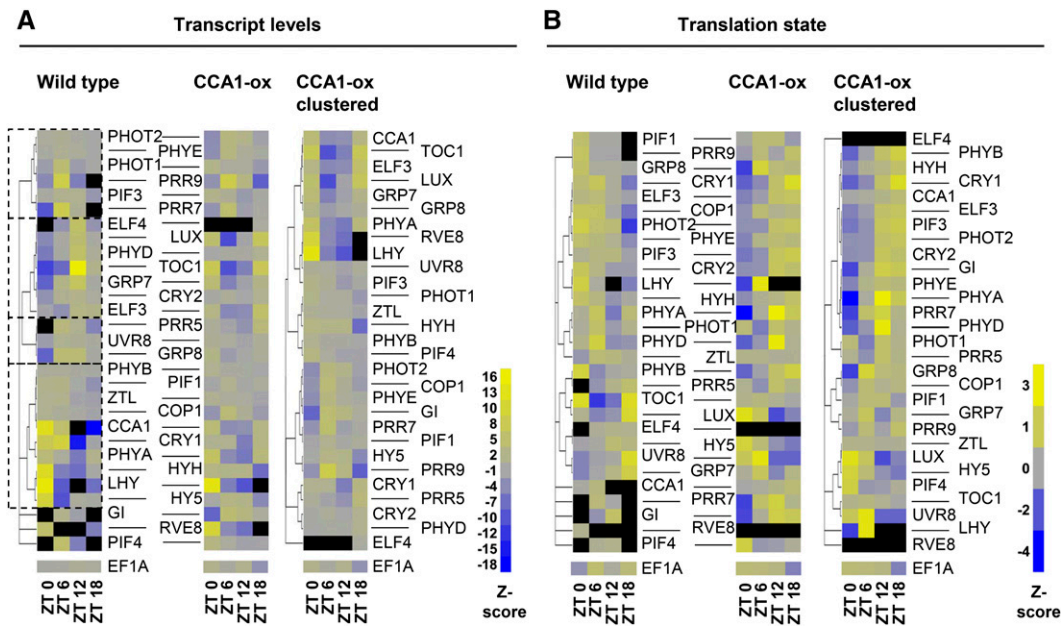 A
Transcript levels
Wild type
CCA1-ox
CCA1-ox
clustered
PHOT2
PHYE
PHOT1
PRR9
PIF3
PRR7
ELF4
LUX
PHYD
TOC1
GRP7
CRY2
ELF3
PRR5
UVR8
GRP8
PHYB
PIF1
ZTL
COP1
CCA1
CRY1
PHYA
HYH
LHY
HY5
GI
RVE8
PIF4
EF1A
CCA1
TOC1
ELF3
LUX
GRP7
GRP8
PHYA
RVE8
LHY
UVR8
PIF3
PHOT1
ZTL
HYH
PHYB
PIF4
PHOT2
COP1
PHYE
GI
PRR7
PIF1
HY5
PRR9
CRY1
PRR5
CRY2
PHYD
ELF4
ZT 0
ZT 6
ZT 12
ZT 18
ZT 0
ZT 6
ZT 12
ZT 18
ZT 0
ZT 6
ZT 12
ZT 18
16
13
10
8
5
2
-1
-4
-7
-10
-12
-15
-18
Z-
score
B
Translation state
Wild type
CCA1-ox
CCA1-ox
clustered
PIF1
PRR9
GRP8
CRY1
ELF3
COP1
PHOT2
PHYE
PIF3
CRY2
LHY
HYH
PHYA
PHOT1
PHYD
ZTL
PHYB
PRR5
TOC1
LUX
ELF4
HY5
UVR8
GRP7
CCA1
PRR7
GI
RVE8
PIF4
EF1A
ELF4
PHYB
HYH
CRY1
CCA1
ELF3
PIF3
PHOT2
CRY2
GI
PHYE
PHYA
PRR7
PHYD
PHOT1
PRR5
GRP8
COP1
PIF1
GRP7
PRR9
ZTL
LUX
HY5
PIF4
TOC1
UVR8
LHY
RVE8
ZT 0
ZT 6
ZT 12
ZT 18
ZT 0
ZT 6
ZT 12
ZT 18
ZT 0
ZT 6
ZT 12
ZT 18
3
1
0
-2
-4
Z-
score